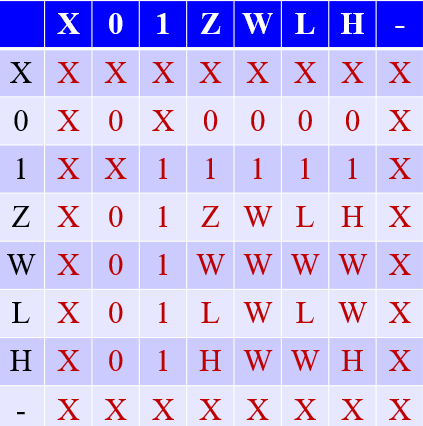 X 0 1 Z W L H -
X X X X X X X X X
0 X 0 X 0 0 0 0 X
1 X X 1 1 1 1 1 X
Z X 0 1 Z W L H X
W X 0 1 W W W W X
L X 0 1 L W L W X
H X 0 1 H W W H X
- X X X X X X X X